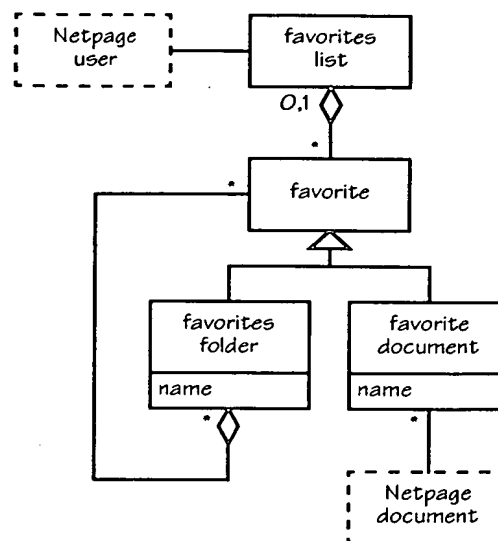 Netpage
user
favorites
list
0,1
*
*
favorite
favorites
folder
name
*
favorite
document
name
*
Netpage
document